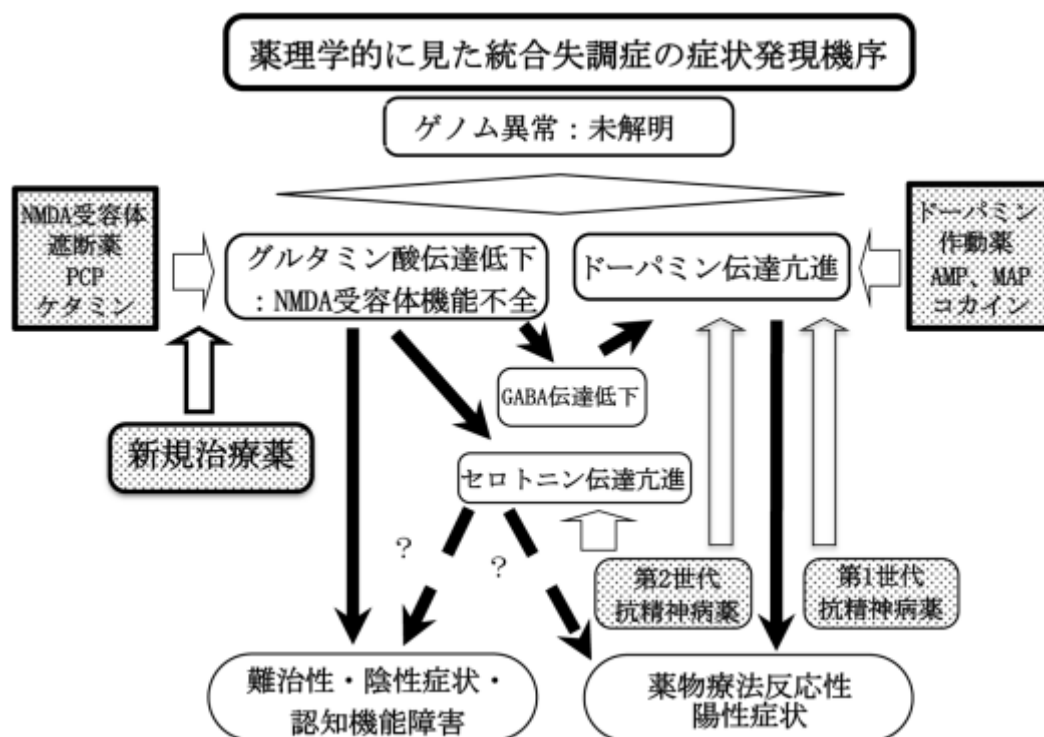 薬理学的に見た統合失調症の症状発現機序
ゲノム異常：未解明
NMDA受容体
遮断薬
PCP
ケタミン
グルタミン酸伝達低下
：NMDA受容体機能不全
ドーパミン伝達亢進
ドーパミン
作動薬
AMP、MAP
コカイン
GABA伝達低下
新規治療薬
セロトニン伝達亢進
？
？
第2世代
抗精神病薬
第1世代
抗精神病薬
難治性・陰性症状・
認知機能障害
薬物療法反応性
陽性症状